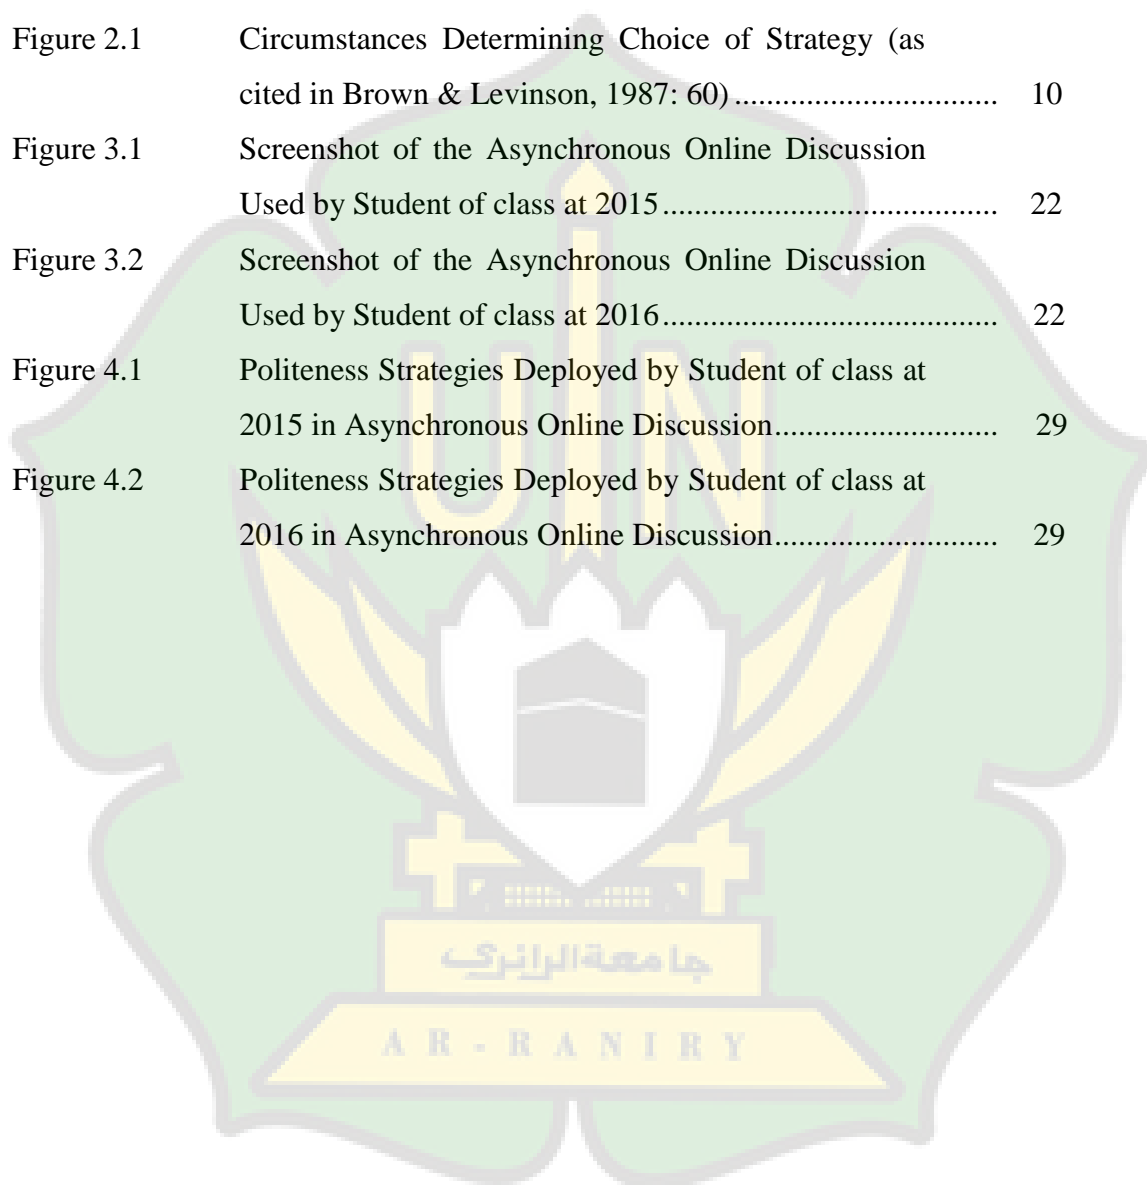 Figure 2.1 Circumstances Determining Choice of Strategy (as
cited in Brown & Levinson, 1987: 60) ................................ 10
Figure 3.1 Screenshot of the Asynchronous Online Discussion
Used by Student of class at 2015 ........................................ 22
Figure 3.2 Screenshot of the Asynchronous Online Discussion
Used by Student of class at 2016 ........................................ 22
Figure 4.1 Politeness Strategies Deployed by Student of class at
2015 in Asynchronous Online Discussion ........................... 29
Figure 4.2 Politeness Strategies Deployed by Student of class at
2016 in Asynchronous Online Discussion ........................... 29
UIN
جامعة الرانري
AR-RANIRY